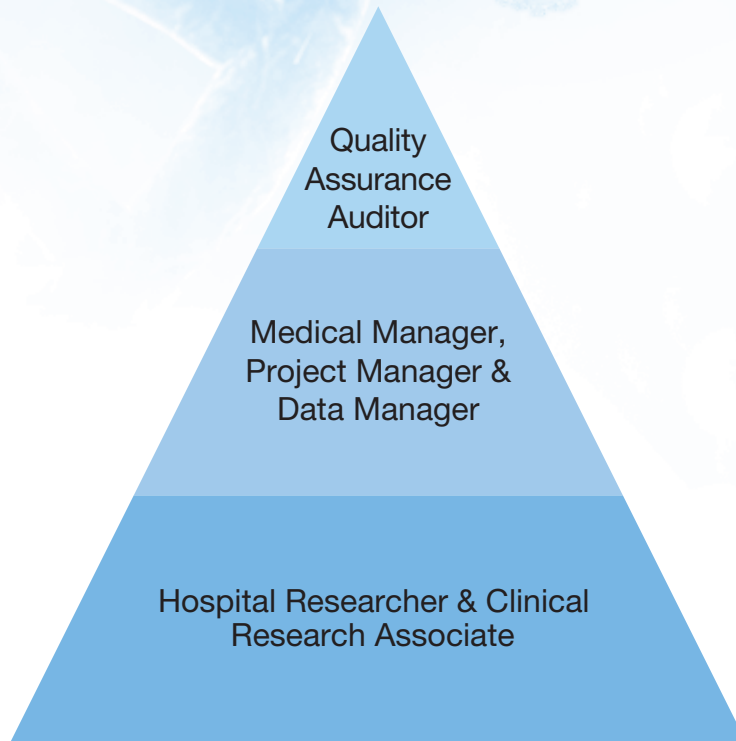 Quality
Assurance
Auditor
Medical Manager,
Project Manager &
Data Manager
Hospital Researcher & Clinical
Research Associate